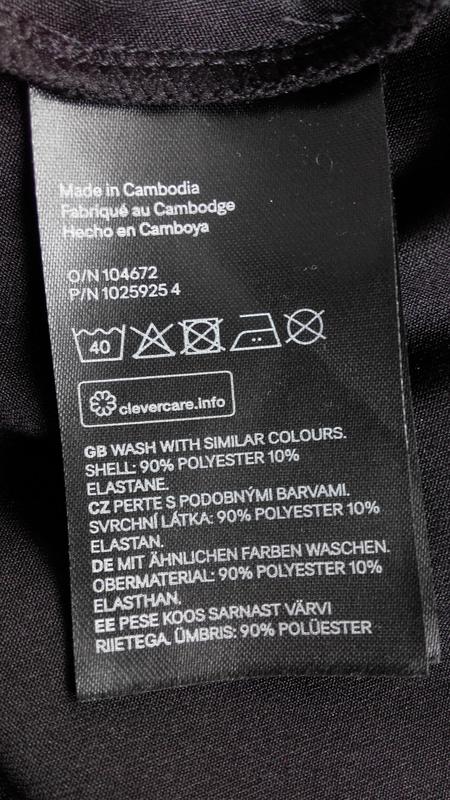 Made in Cambodia
Fabriqué au Cambodge
Hecho en Camboya
O/N 104672
P/N 1025925 4
40
clevercare.info
GB WASH WITH SIMILAR COLOURS.
SHELL: 90% POLYESTER 10%
ELASTANE.
CZ PERTE S PODOBNÝMI BARVAMI.
SVRCHNÍ LÁTKA: 90% POLYESTER 10%
ELASTAN.
DE MIT ÄHNLICHEN FARBEN WASCHEN.
OBERMATERIAL: 90% POLYESTER 10%
ELASTHAN.
EE PESE KOOS SARNAST VÄRVI
RIIETEGA. ÜMBRIS: 90% POLÜESTER